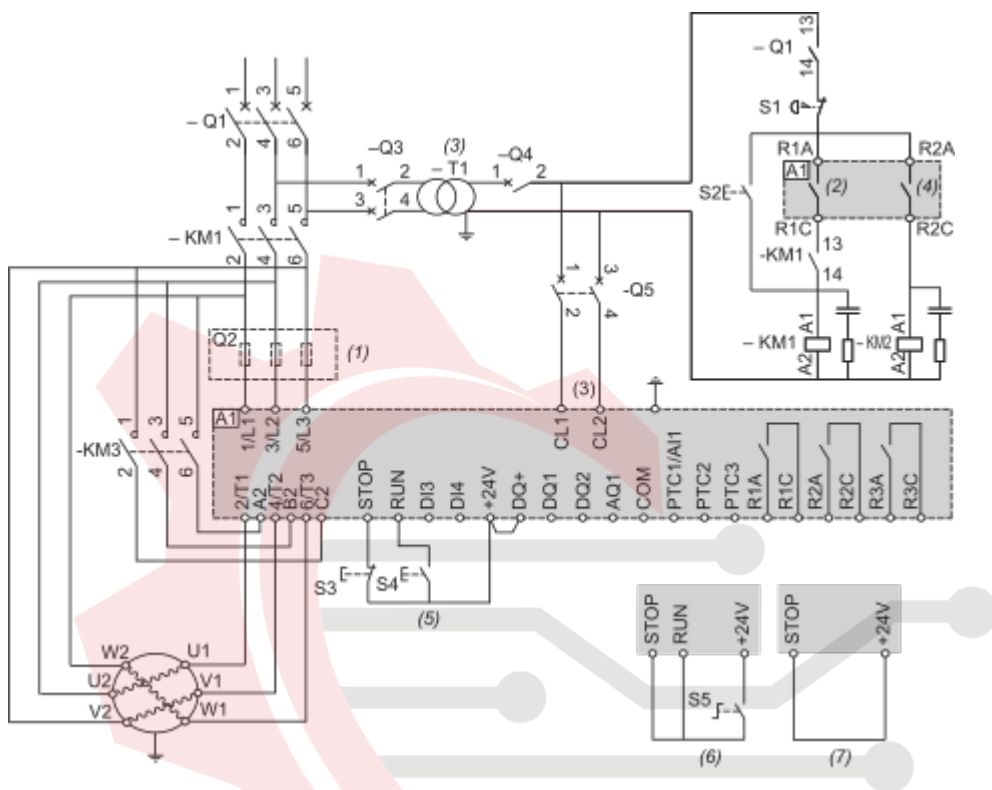 13
– Q1
14
1
3
5
– Q1
2
4
6
S1
–Q3
(3)
– T1
–Q4
1
2
1
2
3
4
R1A
R2A
A1
(2)
(4)
S2
R1C
R2C
1
3
5
– KM1
2
4
6
-KM1
13
14
1
3
-Q5
2
4
A1
A1
– KM1
– KM2
A2
A2
Q2
(1)
(3)
A1
1/L1
3/L2
5/L3
CL1
CL2
1
3
5
-KM3
2
4
6
2/T1
A2
4/T2
B2
6/T3
C2
STOP
RUN
DI3
DI4
+24V
DQ+
DQ1
DQ2
AQ1
COM
PTC1/AI1
PTC2
PTC3
R1A
R1C
R2A
R2C
R3A
R3C
S3
S4
(5)
STOP
RUN
+24V
S5
(6)
STOP
+24V
(7)
W2
U1
U2
V1
V2
W1